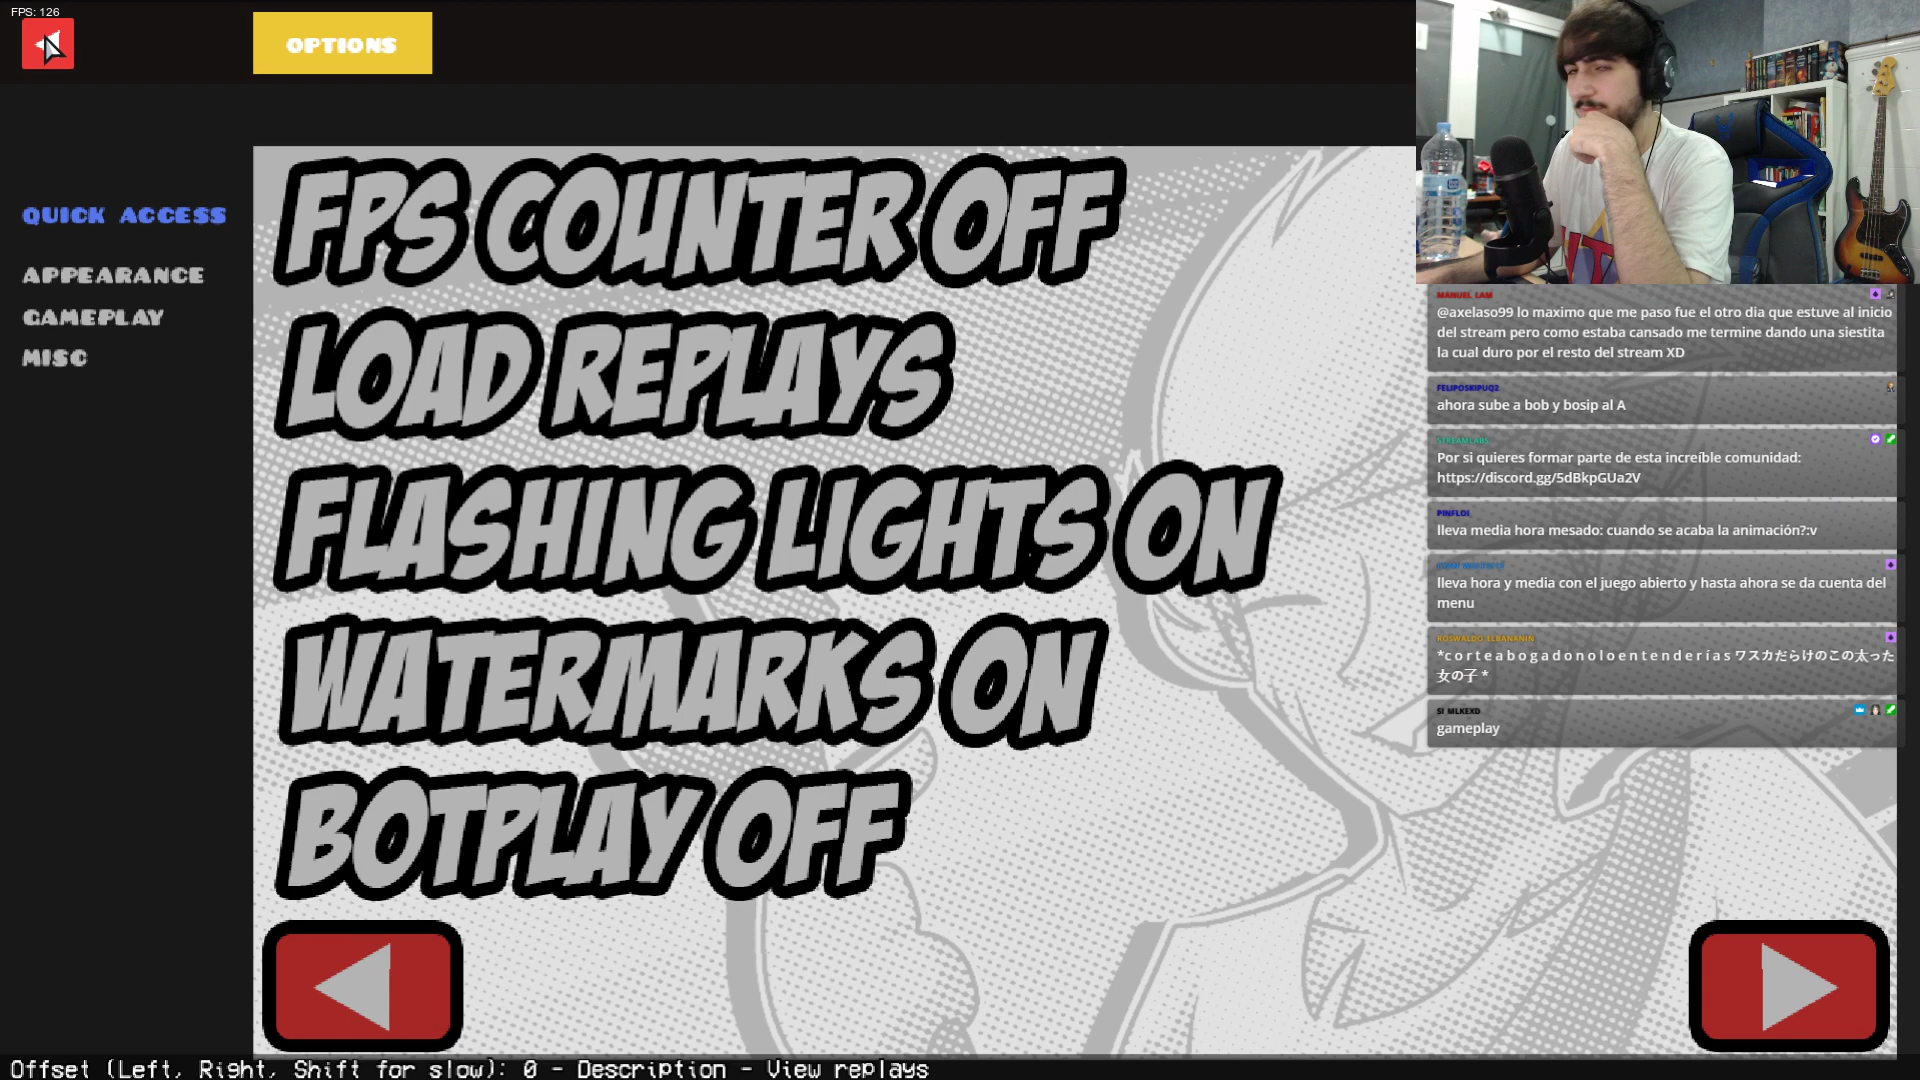 FPS: 126
OPTIONS
QUICK ACCESS
APPEARANCE
GAMEPLAY
MISC
FPS COUNTER OFF
LOAD REPLAYS
FLASHING LIGHTS ON
WATERMARKS ON
BOTPLAY OFF
Offset (Left, Right, Shift for slow): 0 - Description - View replays
MANUEL LAM
@axelaso99 lo maximo que me paso fue el otro dia que estuve al inicio
del stream pero como estaba cansado me termine dando una siestita
la cual duro por el resto del stream XD
FELIPOSKIPUQ2
ahora sube a bob y bosip al A
STREAMLABS
Por si quieres formar parte de esta increíble comunidad:
https://discord.gg/5dBkpGUa2V
PINFLOI
lleva media hora mesado: cuando se acaba la animación?:v
lleva hora y media con el juego abierto y hasta ahora se da cuenta del
menu
ROSWALDO ELBANANIN
*c o r t e a b o g a d o n o l o e n t e n d e r í a s ワスカだらけのこの太った
女の子 *
SI MLKEXD
gameplay